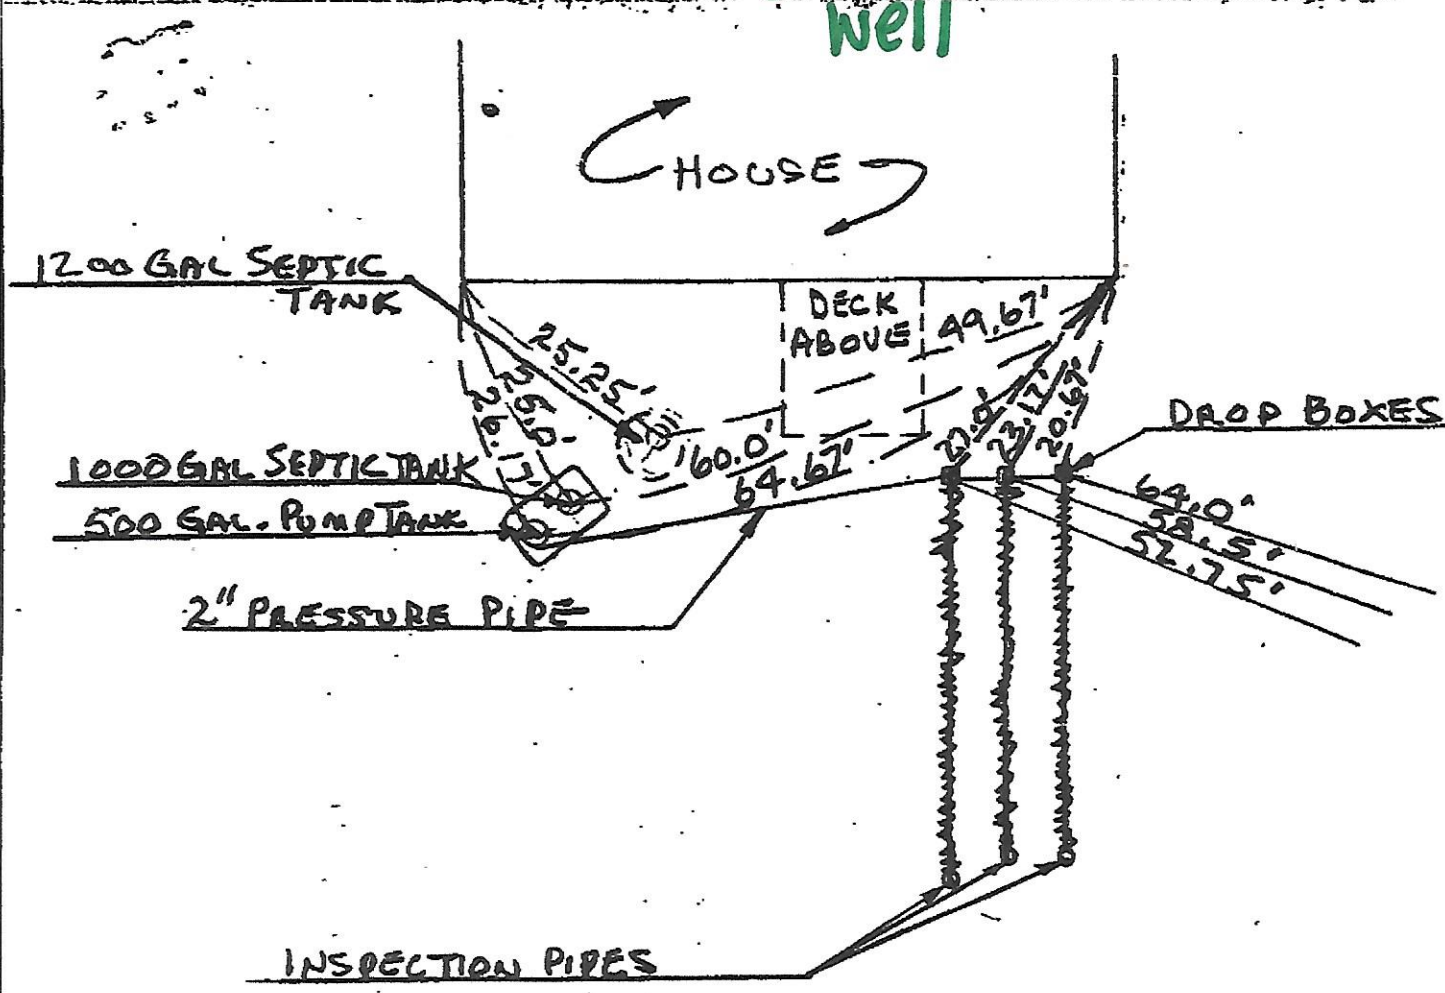 Well
HOUSE
1200 GAL SEPTIC
TANK
DECK
ABOVE
49.67'
25.25'
25.0'
26.17'
23.17'
20.67'
DROP BOXES
1000 GAL SEPTIC TANK
60.0'
64.67'
500 GAL. PUMP TANK
64.0'
58.5'
52.75'
2" PRESSURE PIPE
INSPECTION PIPES